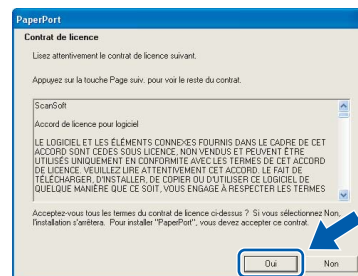 PaperPort
Contrat de licence
Lisez attentivement le contrat de licence suivant.
Appuyez sur la touche Page suiv. pour voir le reste du contrat.
ScanSoft
Accord de licence pour logiciel
LE LOGICIEL ET LES ÉLÉMENTS CONNEXES FOURNIS DANS LE CADRE DE CET
ACCORD SONT CEDES SOUS LICENCE, NON VENDUS ET PEUVENT ÊTRE
UTILISÉS UNIQUEMENT EN CONFORMITE AVEC LES TERMES DE CET ACCORD
DE LICENCE. VEUILLEZ LIRE ATTENTIVEMENT CET ACCORD. LE FAIT DE
TÉLÉCHARGER, D'INSTALLER, DE COPIER OU D'UTILISER CE LOGICIEL DE
QUELQUE MANIÈRE QUE CE SOIT, VOUS ENGAGE À RESPECTER LES TERMES
Acceptez-vous tous les termes du contrat de licence ci-dessus ? Si vous sélectionnez Non,
l'installation s'arrêtera. Pour installer "PaperPort", vous devez accepter ce contrat.
Oui
Non